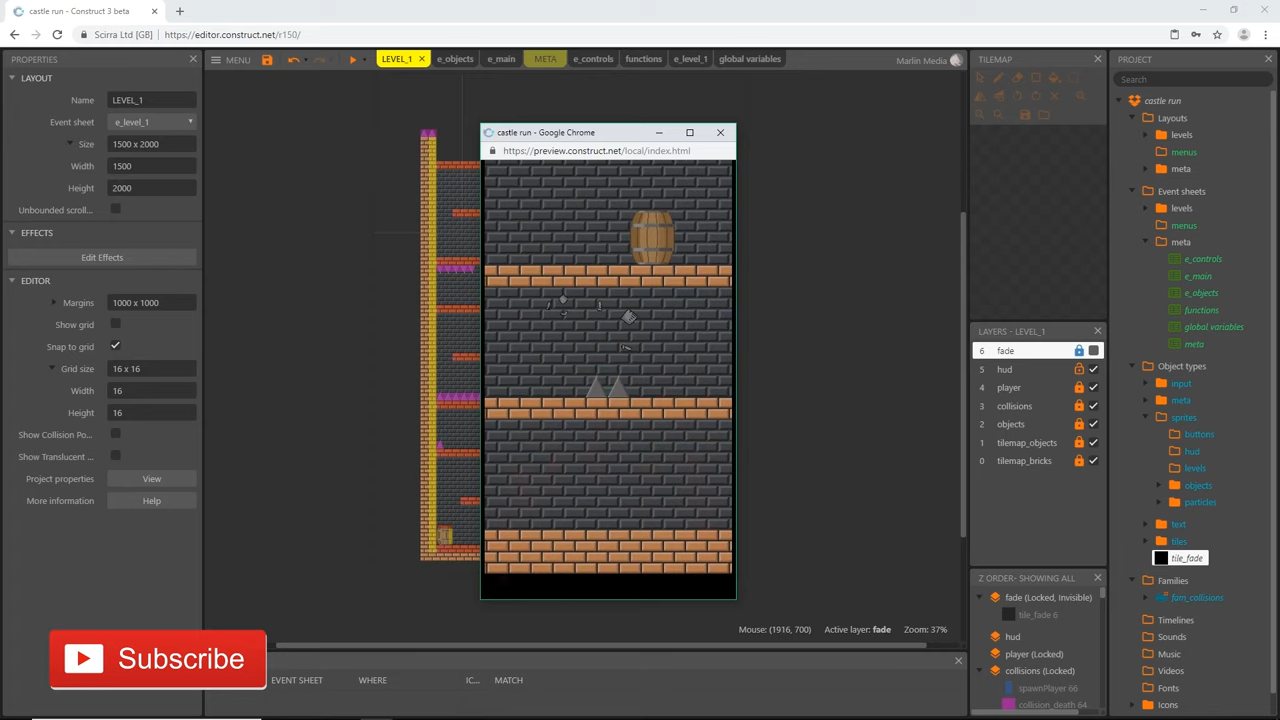 castle run - Construct 3 beta
Scirra Ltd [GB] https://editor.construct.net/r150/
PROPERTIES
LAYOUT
Name LEVEL_1
Event sheet e_level_1
Size 1500 x 2000
Width 1500
Height 2000
Unbounded scroll...
EFFECTS
Edit Effects
EDITOR
Margins 1000 x 1000
Show grid
Snap to grid
Grid size 16 x 16
Width 16
Height 16
Show Collision Po...
Show Translucent ...
Project properties View
More information Help
MENU
LEVEL_1 e_objects e_main META e_controls functions e_level_1 global variables
Marlin Media
castle run - Google Chrome
https://preview.construct.net/local/index.html
Mouse: (1916, 700) Active layer: fade Zoom: 37%
EVENT SHEET WHERE IC... MATCH
Subscribe
TILEMAP
LAYERS - LEVEL_1
6 fade
5 hud
4 player
3 collisions
2 objects
1 tilemap_objects
0 tilemap_bricks
Z ORDER- SHOWING ALL
fade (Locked, Invisible)
tile_fade 6
hud
player (Locked)
collisions (Locked)
spawnPlayer 66
collision_death 64
PROJECT
Search
castle run
Layouts
levels
menus
meta
Event sheets
levels
menus
meta
e_controls
e_main
e_objects
functions
global variables
meta
Object types
input
meta
sprites
buttons
hud
levels
objects
particles
text
tiles
tile_fade
Families
fam_collisions
Timelines
Sounds
Music
Videos
Fonts
Icons